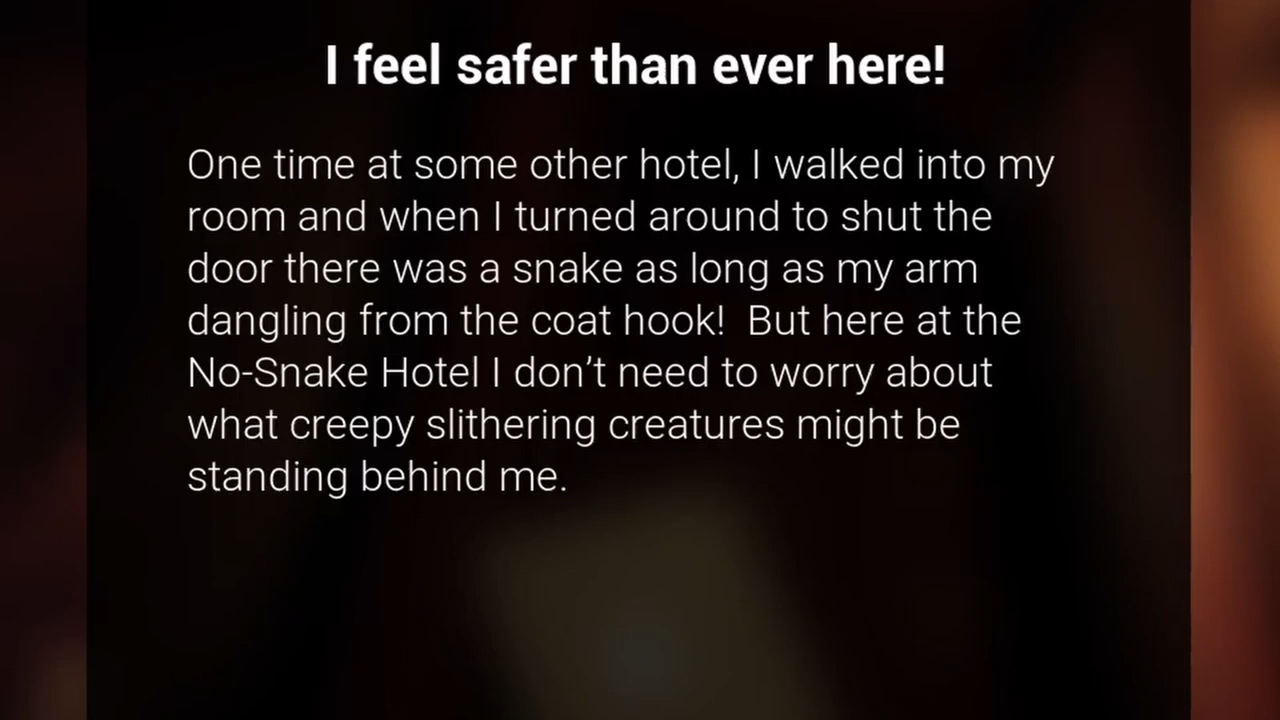 I feel safer than ever here!
One time at some other hotel, I walked into my
room and when I turned around to shut the
door there was a snake as long as my arm
dangling from the coat hook!  But here at the
No-Snake Hotel I don’t need to worry about
what creepy slithering creatures might be
standing behind me.